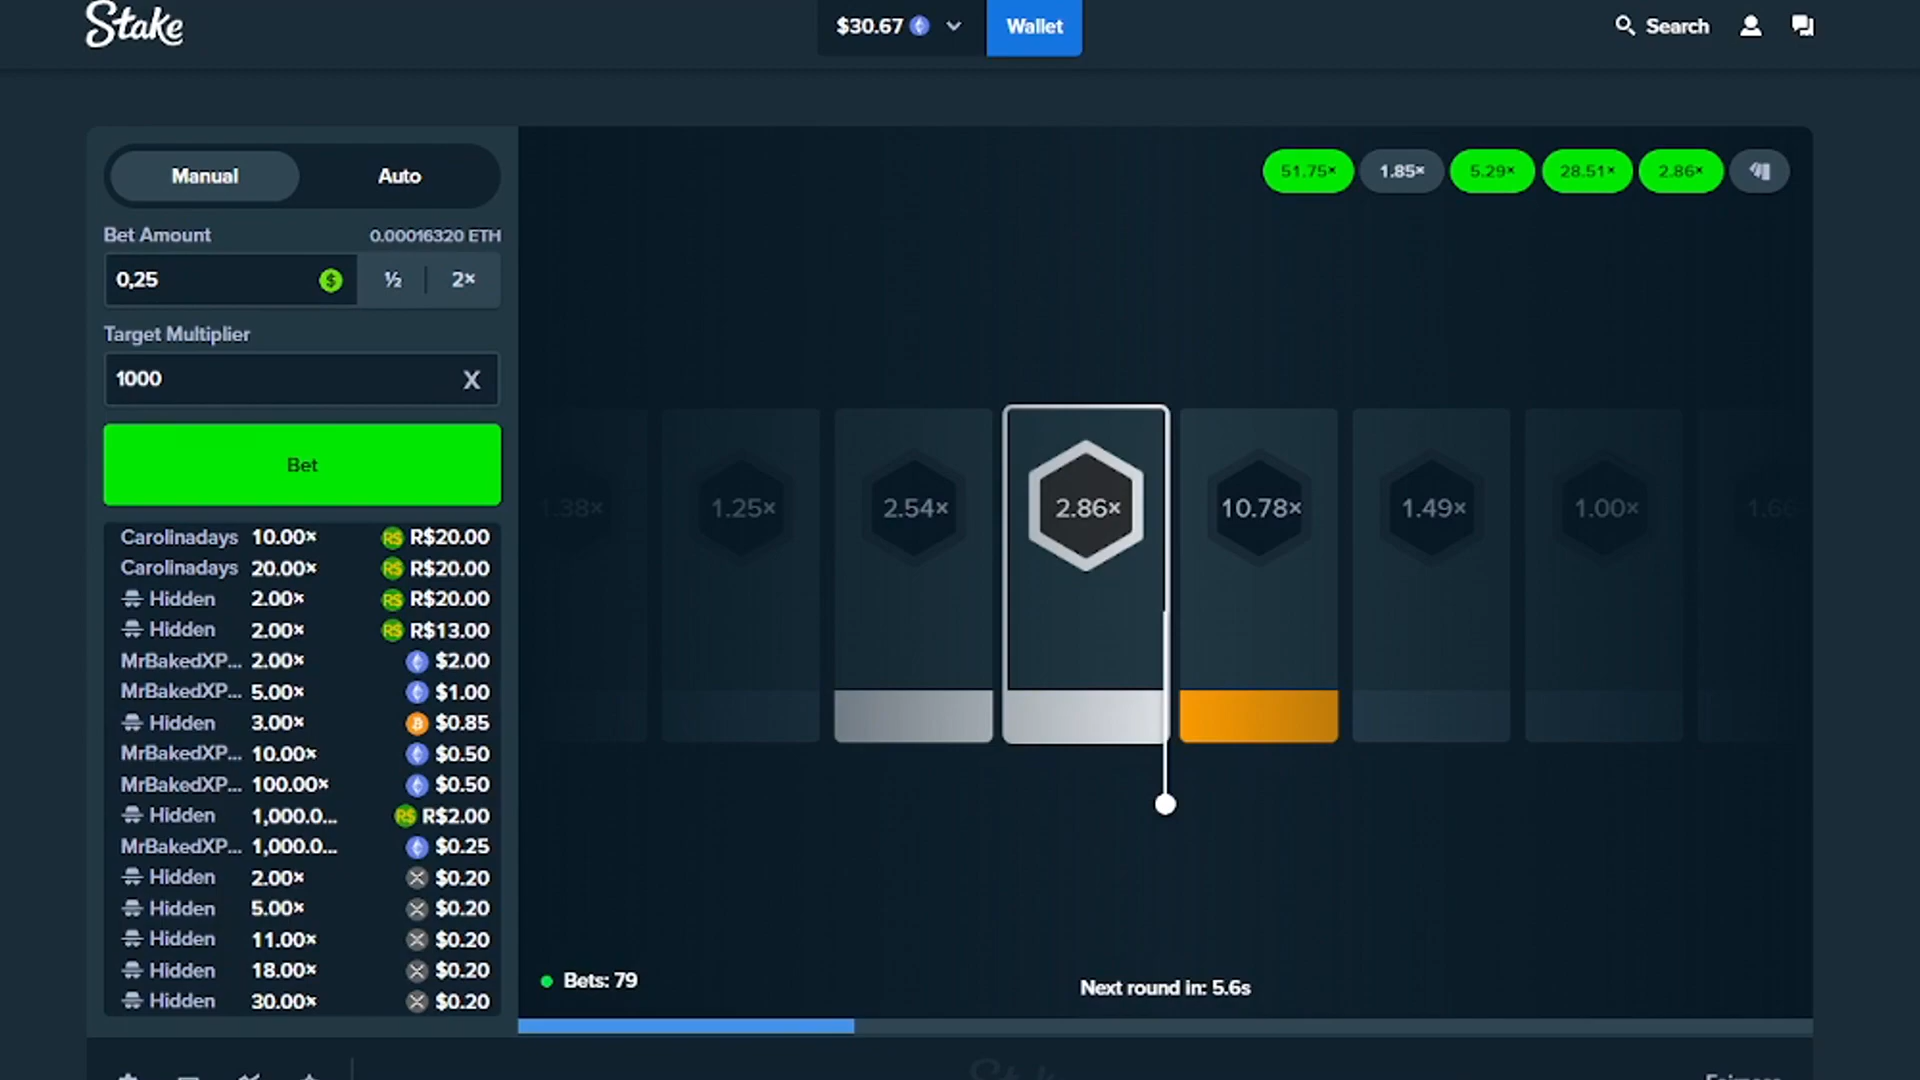 Stake
$30.67
Wallet
Search
Manual
Auto
51.75×
1.85×
5.29×
28.51×
2.86×
Bet Amount
0.00016320 ETH
0,25
½
2×
Target Multiplier
1000
X
Bet
1.38×
1.25×
2.54×
2.86×
10.78×
1.49×
1.00×
Carolinadays 10.00× R$ R$20.00
Carolinadays 20.00× R$ R$20.00
Hidden 2.00× R$ R$20.00
Hidden 2.00× R$ R$13.00
MrBakedXP... 2.00× $2.00
MrBakedXP... 5.00× $1.00
Hidden 3.00× $0.85
MrBakedXP... 10.00× $0.50
MrBakedXP... 100.00× $0.50
Hidden 1,000.0... R$ R$2.00
MrBakedXP... 1,000.0... $0.25
Hidden 2.00× $0.20
Hidden 5.00× $0.20
Hidden 11.00× $0.20
Hidden 18.00× $0.20
Hidden 30.00× $0.20
Bets: 79
Next round in: 5.6s